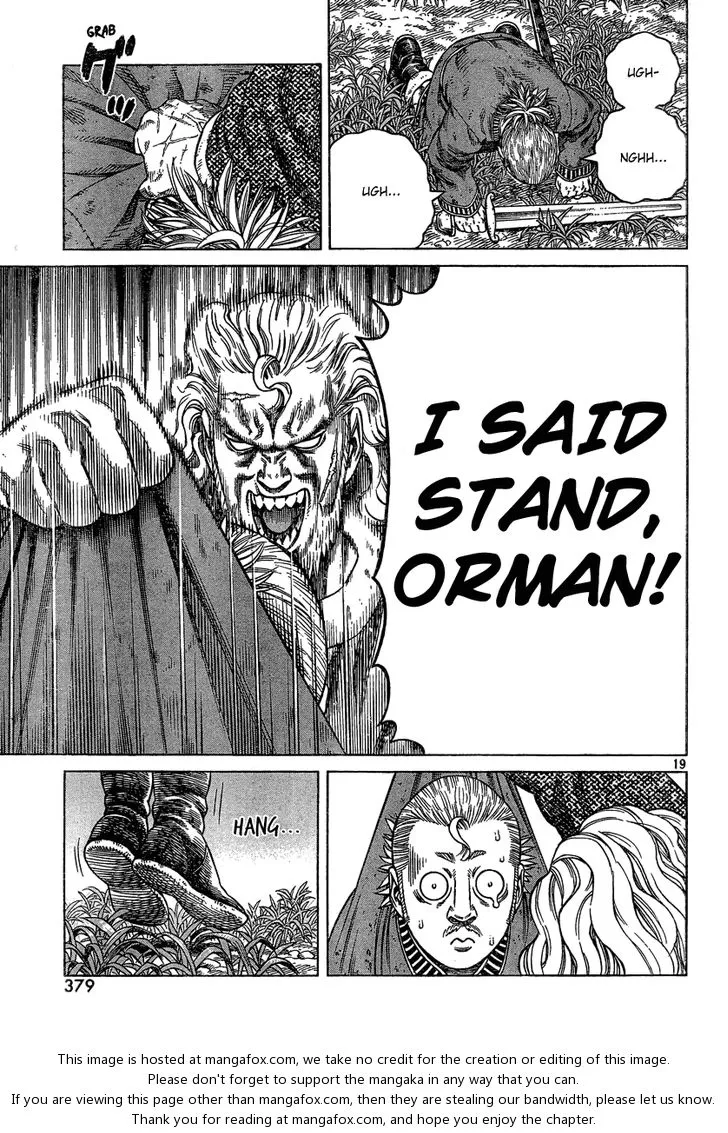 UGH-
NGHH...
UGH...
GRAB
グッ
I SAID
STAND,
ORMAN!
19
HANG...
379
This image is hosted at mangafox.com, we take no credit for the creation or editing of this image.
Please don't forget to support the mangaka in any way that you can.
If you are viewing this page other than mangafox.com, then they are stealing our bandwidth, please let us know.
Thank you for reading at mangafox.com, and hope you enjoy the chapter.